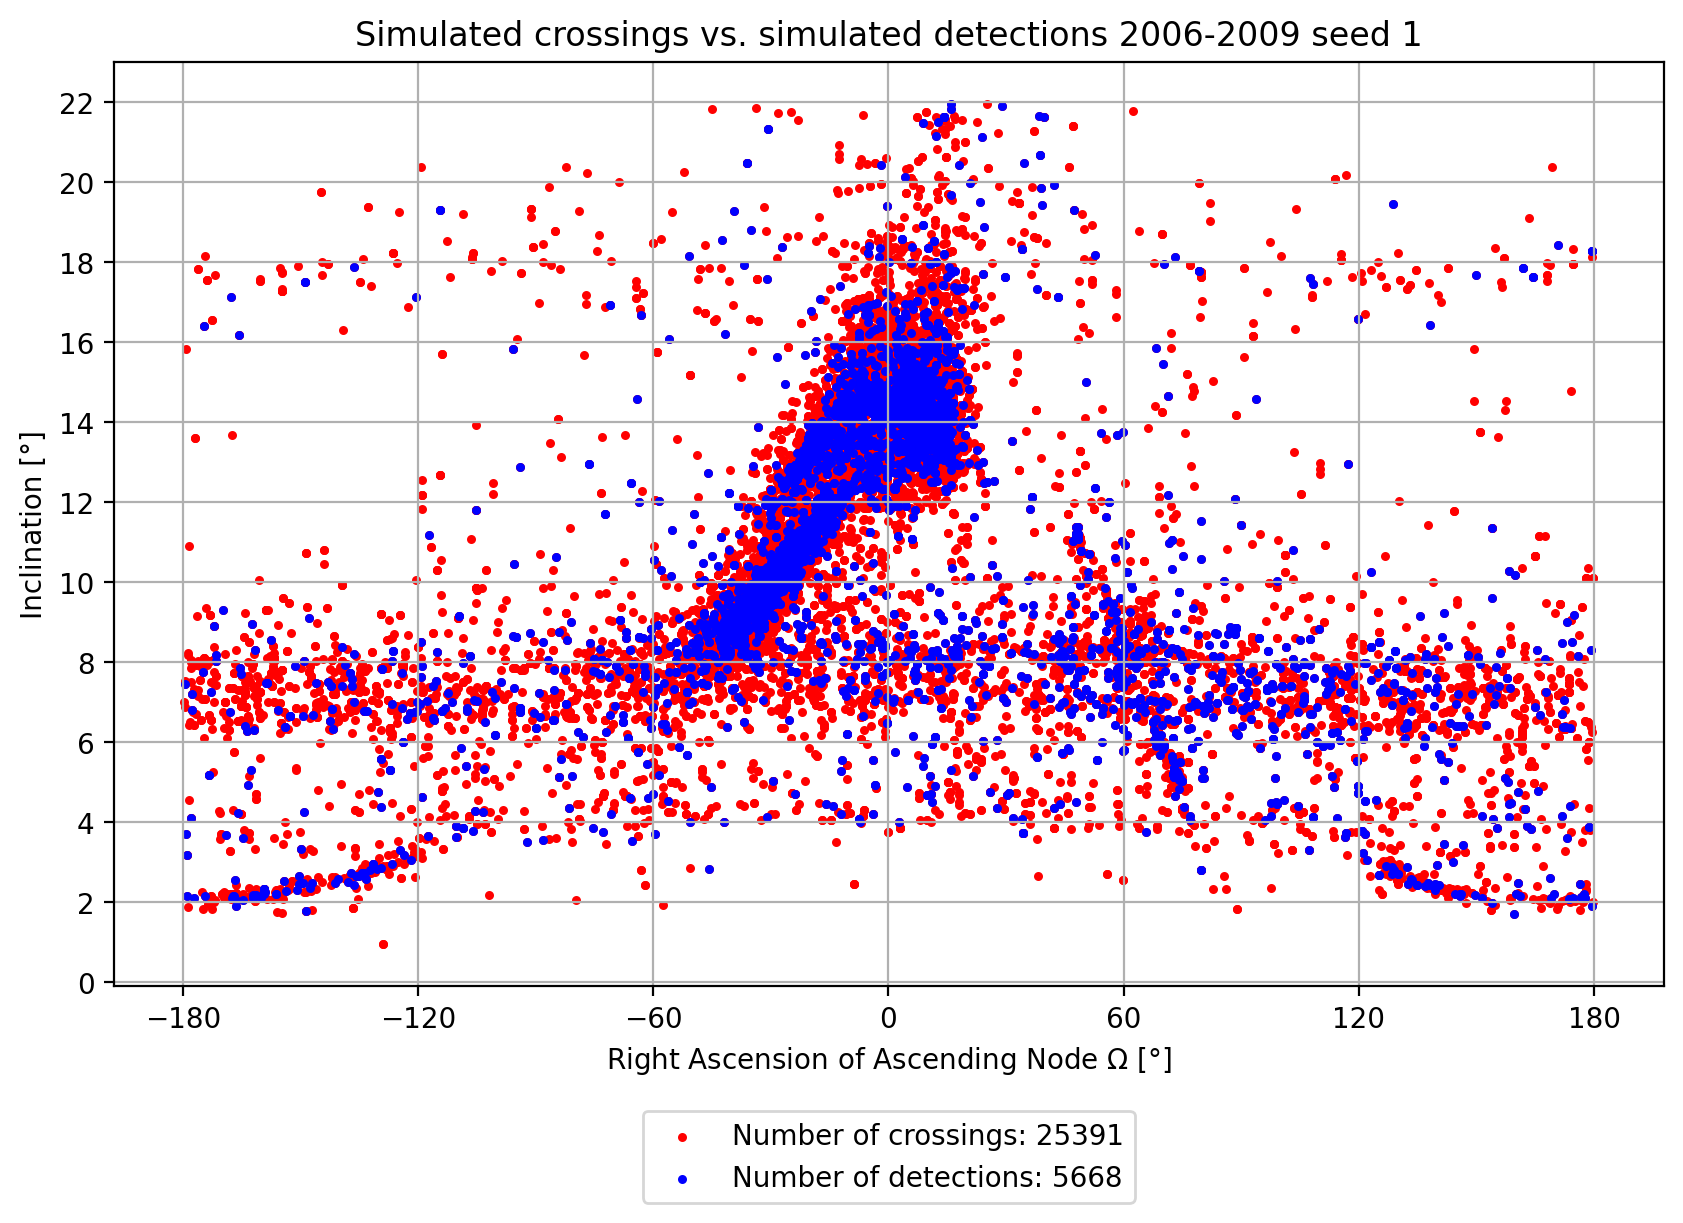 Simulated crossings vs. simulated detections 2006-2009 seed 1
22
20
18
16
14
12
10
8
6
4
2
0
Inclination [°]
−180 −120 −60 0 60 120 180
Right Ascension of Ascending Node Ω [°]
Number of crossings: 25391
Number of detections: 5668